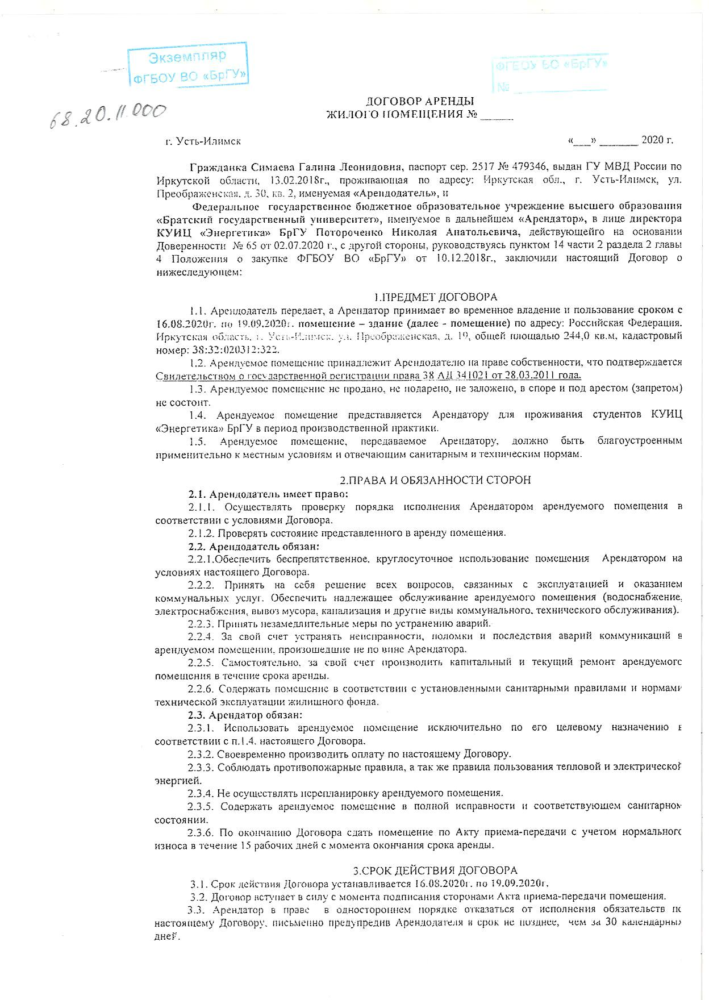 Экземпляр
ФГБОУ ВО «БрГУ»
ФГБОУ ВО «БрГУ»
№
68.20.11.000
ДОГОВОР АРЕНДЫ
ЖИЛОГО ПОМЕЩЕНИЯ № ______
г. Усть-Илимск «___» _______ 2020 г.
Гражданка Симаева Галина Леонидовна, паспорт сер. 2517 № 479346, выдан ГУ МВД России по
Иркутской области, 13.02.2018г., проживающая по адресу: Иркутская обл., г. Усть-Илимск, ул.
Преображенская, д. 30, кв. 2, именуемая «Арендодатель», и
Федеральное государственное бюджетное образовательное учреждение высшего образования
«Братский государственный университет», именуемое в дальнейшем «Арендатор», в лице директора
КУИЦ «Энергетика» БрГУ Потороченко Николая Анатольевича, действующейго на основании
Доверенности № 65 от 02.07.2020 г., с другой стороны, руководствуясь пунктом 14 части 2 раздела 2 главы
4 Положения о закупке ФГБОУ ВО «БрГУ» от 10.12.2018г., заключили настоящий Договор о
нижеследующем:
1.ПРЕДМЕТ ДОГОВОРА
1.1. Арендодатель передает, а Арендатор принимает во временное владение и пользование сроком с
16.08.2020г. по 19.09.2020г. помещение – здание (далее - помещение) по адресу: Российская Федерация,
Иркутская область, г. Усть-Илимск, ул. Преображенская, д. 19, общей площадью 244,0 кв.м, кадастровый
номер: 38:32:020312:322.
1.2. Арендуемое помещение принадлежит Арендодателю на праве собственности, что подтверждается
Свидетельством о государственной регистрации права 38 АД 341021 от 28.03.2011 года.
1.3. Арендуемое помещение не продано, не подарено, не заложено, в споре и под арестом (запретом)
не состоит.
1.4. Арендуемое помещение представляется Арендатору для проживания студентов КУИЦ
«Энергетика» БрГУ в период производственной практики.
1.5. Арендуемое помещение, передаваемое Арендатору, должно быть благоустроенным
применительно к местным условиям и отвечающим санитарным и техническим нормам.
2.ПРАВА И ОБЯЗАННОСТИ СТОРОН
2.1. Арендодатель имеет право:
2.1.1. Осуществлять проверку порядка исполнения Арендатором арендуемого помещения в
соответствии с условиями Договора.
2.1.2. Проверять состояние представленного в аренду помещения.
2.2. Арендодатель обязан:
2.2.1.Обеспечить беспрепятственное, круглосуточное использование помещения Арендатором на
условиях настоящего Договора.
2.2.2. Принять на себя решение всех вопросов, связанных с эксплуатацией и оказанием
коммунальных услуг. Обеспечить надлежащее обслуживание арендуемого помещения (водоснабжение,
электроснабжения, вывоз мусора, канализация и другие виды коммунального, технического обслуживания).
2.2.3. Принять незамедлительные меры по устранению аварий.
2.2.4. За свой счет устранять неисправности, поломки и последствия аварий коммуникаций в
арендуемом помещении, произошедшие не по вине Арендатора.
2.2.5. Самостоятельно, за свой счет производить капитальный и текущий ремонт арендуемого
помещения в течение срока аренды.
2.2.6. Содержать помещение в соответствии с установленными санитарными правилами и нормами
технической эксплуатации жилищного фонда.
2.3. Арендатор обязан:
2.3.1. Использовать арендуемое помещение исключительно по его целевому назначению в
соответствии с п.1.4. настоящего Договора.
2.3.2. Своевременно производить оплату по настоящему Договору.
2.3.3. Соблюдать противопожарные правила, а так же правила пользования тепловой и электрической
энергией.
2.3.4. Не осуществлять перепланировку арендуемого помещения.
2.3.5. Содержать арендуемое помещение в полной исправности и соответствующем санитарном
состоянии.
2.3.6. По окончанию Договора сдать помещение по Акту приема-передачи с учетом нормального
износа в течение 15 рабочих дней с момента окончания срока аренды.
3.СРОК ДЕЙСТВИЯ ДОГОВОРА
3.1. Срок действия Договора устанавливается 16.08.2020г. по 19.09.2020г.
3.2. Договор вступает в силу с момента подписания сторонами Акта приема-передачи помещения.
3.3. Арендатор в праве в одностороннем порядке отказаться от исполнения обязательств по
настоящему Договору, письменно предупредив Арендодателя в срок не позднее, чем за 30 календарных
дней.